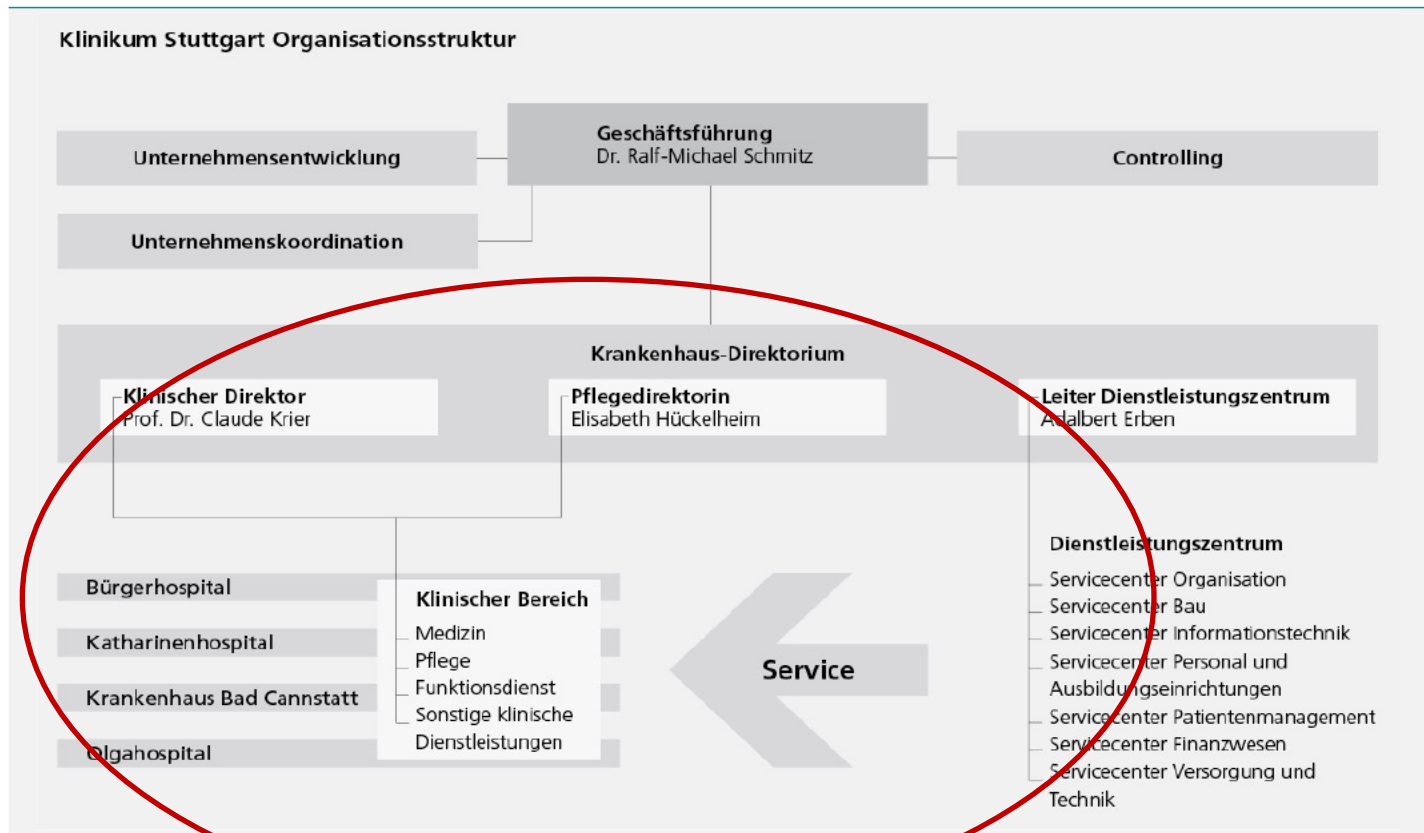 Klinikum Stuttgart Organisationsstruktur
Geschäftsführung
Dr. Ralf-Michael Schmitz
Unternehmensentwicklung
Controlling
Unternehmenskoordination
Krankenhaus-Direktorium
Klinischer Direktor
Prof. Dr. Claude Krier
Pflegedirektorin
Elisabeth Hückelheim
Leiter Dienstleistungszentrum
Adalbert Erben
Bürgerhospital
Katharinenhospital
Krankenhaus Bad Cannstatt
Olgahospital
Klinischer Bereich
Medizin
Pflege
Funktionsdienst
Sonstige klinische
Dienstleistungen
Service
Dienstleistungszentrum
Servicecenter Organisation
Servicecenter Bau
Servicecenter Informationstechnik
Servicecenter Personal und
Ausbildungseinrichtungen
Servicecenter Patientenmanagement
Servicecenter Finanzwesen
Servicecenter Versorgung und
Technik